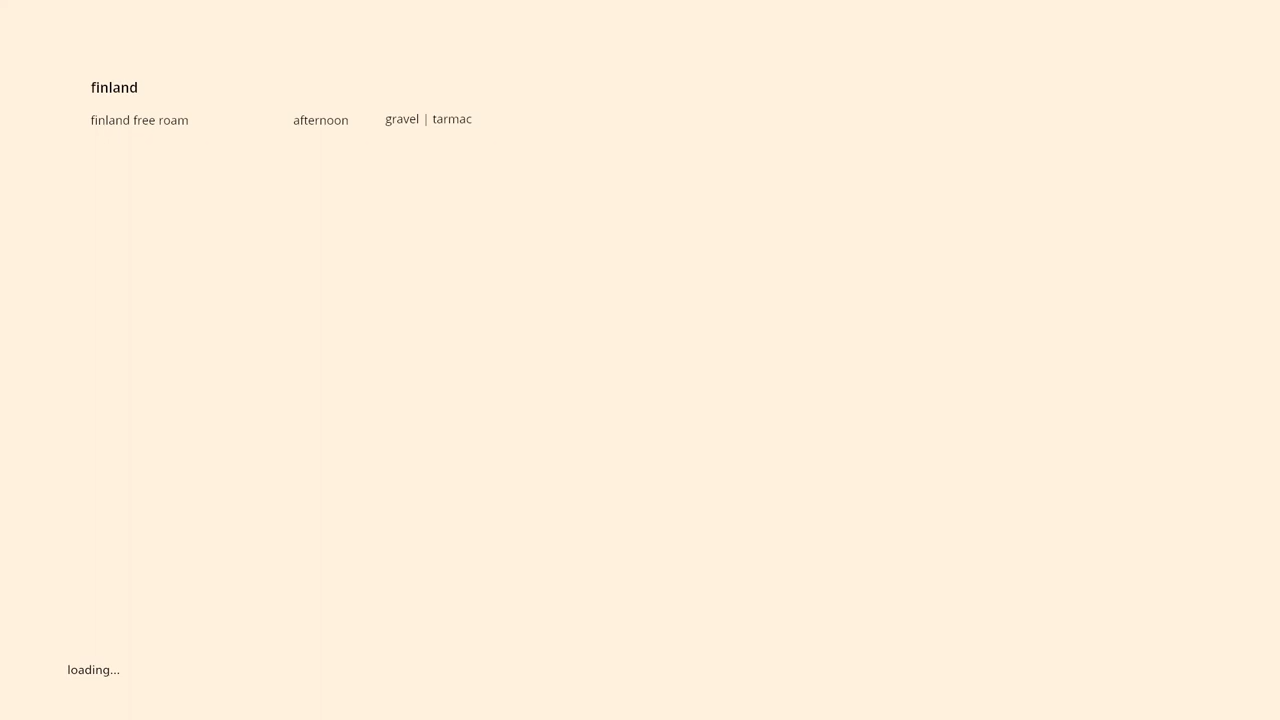 finland
finland free roam afternoon gravel | tarmac
loading...